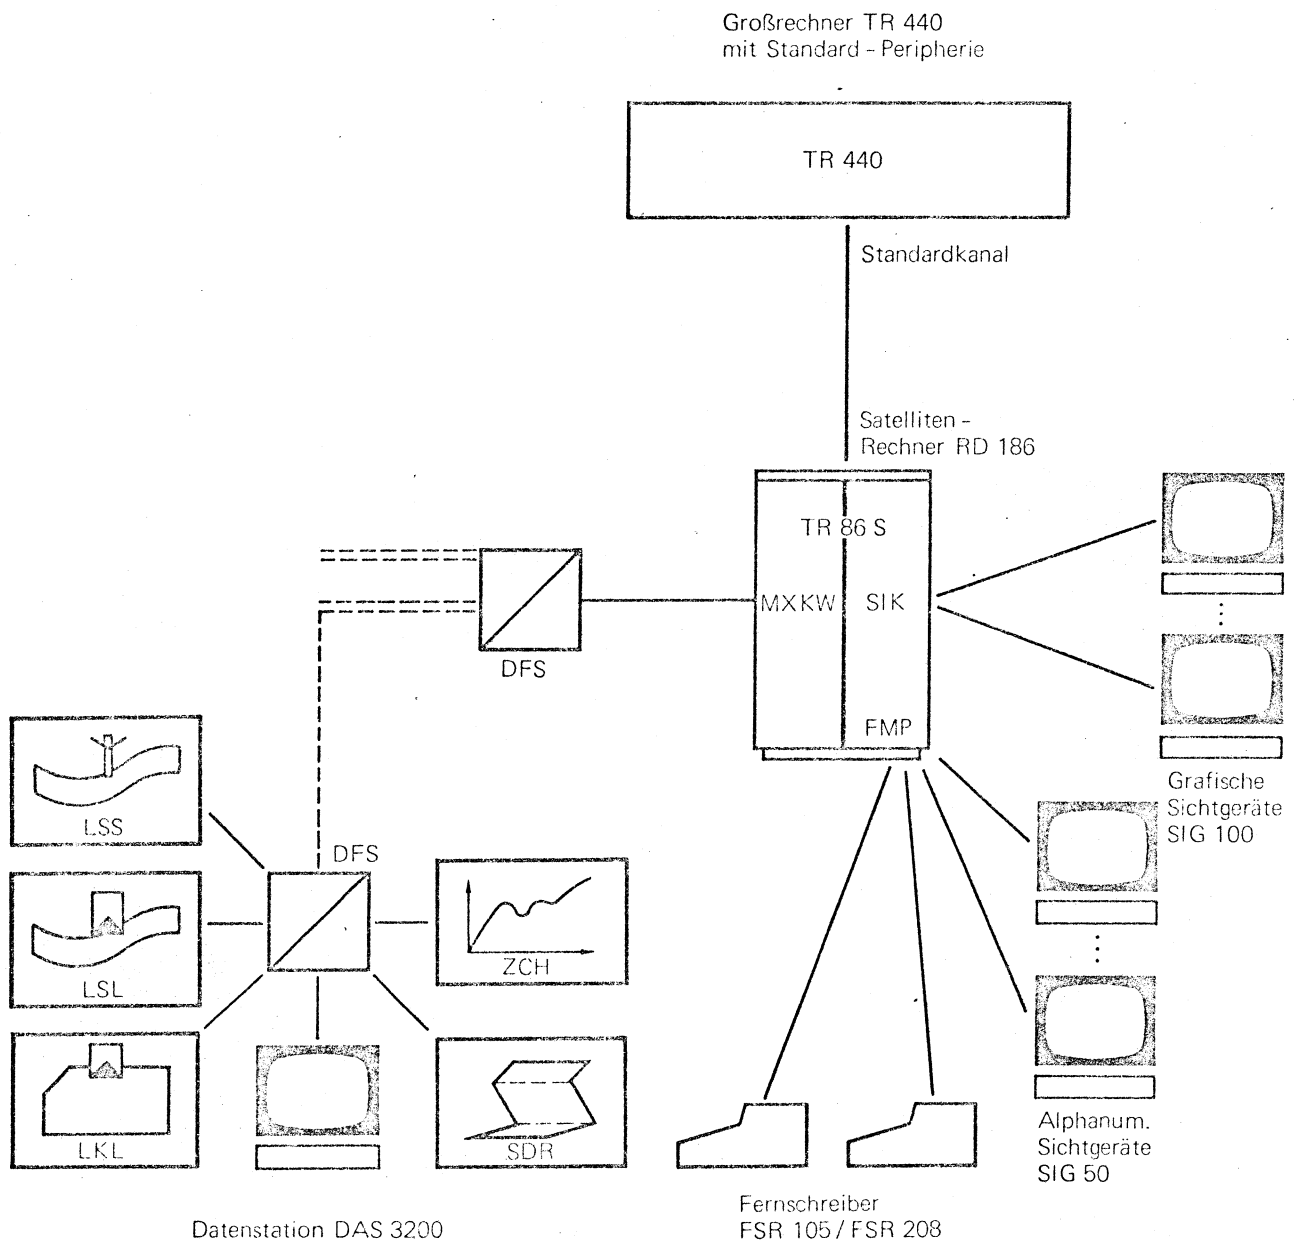 Großrechner TR 440
mit Standard - Peripherie
TR 440
Standardkanal
Satelliten -
Rechner RD 186
TR 86 S
MXKW
SIK
FMP
DFS
Grafische
Sichtgeräte
SIG 100
LSS
DFS
ZCH
LSL
LKL
SDR
Alphanum.
Sichtgeräte
SIG 50
Fernschreiber
FSR 105 / FSR 208
Datenstation DAS 3200